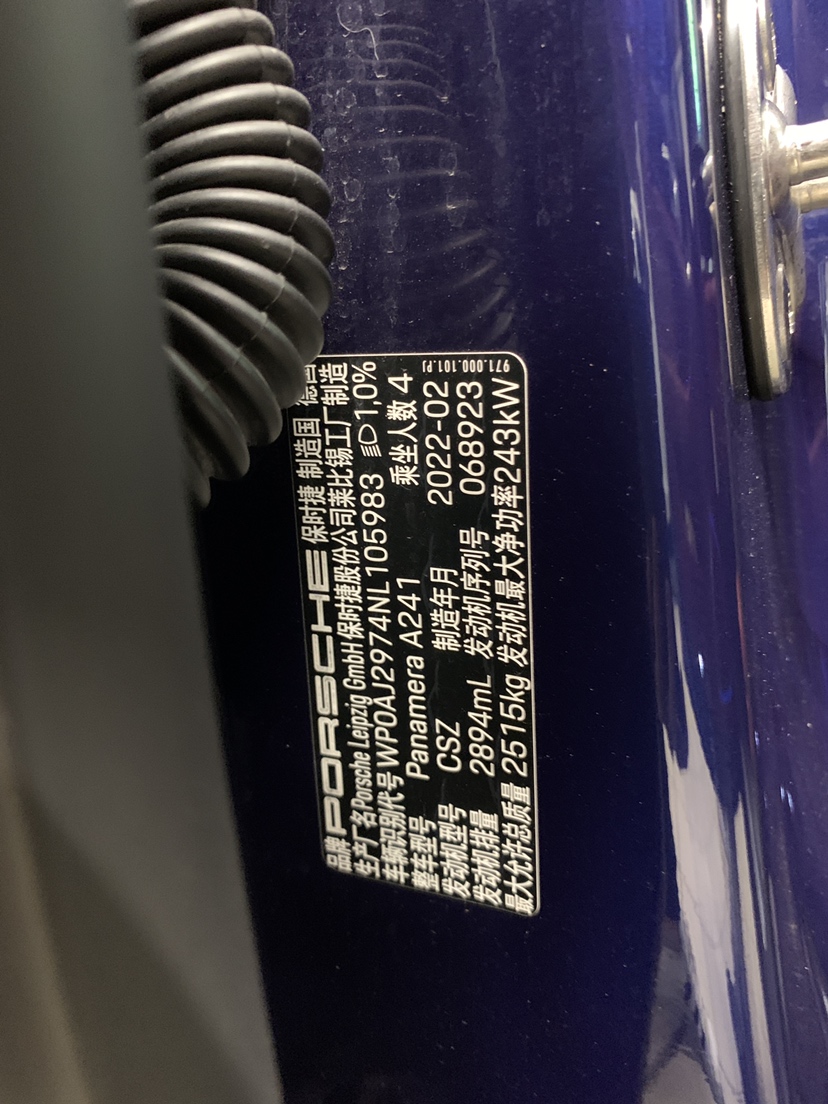 品牌 PORSCHE 保时捷 制造国 德国
生产厂名 Porsche Leipzig GmbH 保时捷股份公司莱比锡工厂制造
车辆识别代号 WP0AJ2974NL105983 1,0%
整车型号 Panamera A241 乘坐人数 4
发动机型号 CSZ 制造年月 2022-02
发动机排量 2894mL 发动机序列号 068923
最大允许总质量 2515kg 发动机最大净功率 243kW
971.000.101.PJ